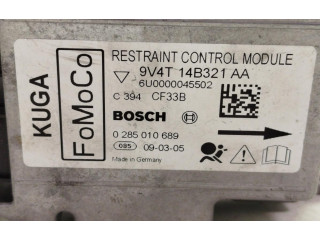 KUGA
FoMoCo
RESTRAINT CONTROL MODULE
9V4T 14B321 AA
6U0000045502
C 394 CF33B
BOSCH
0 285 010 689
085 09-03-05
Made in Germany